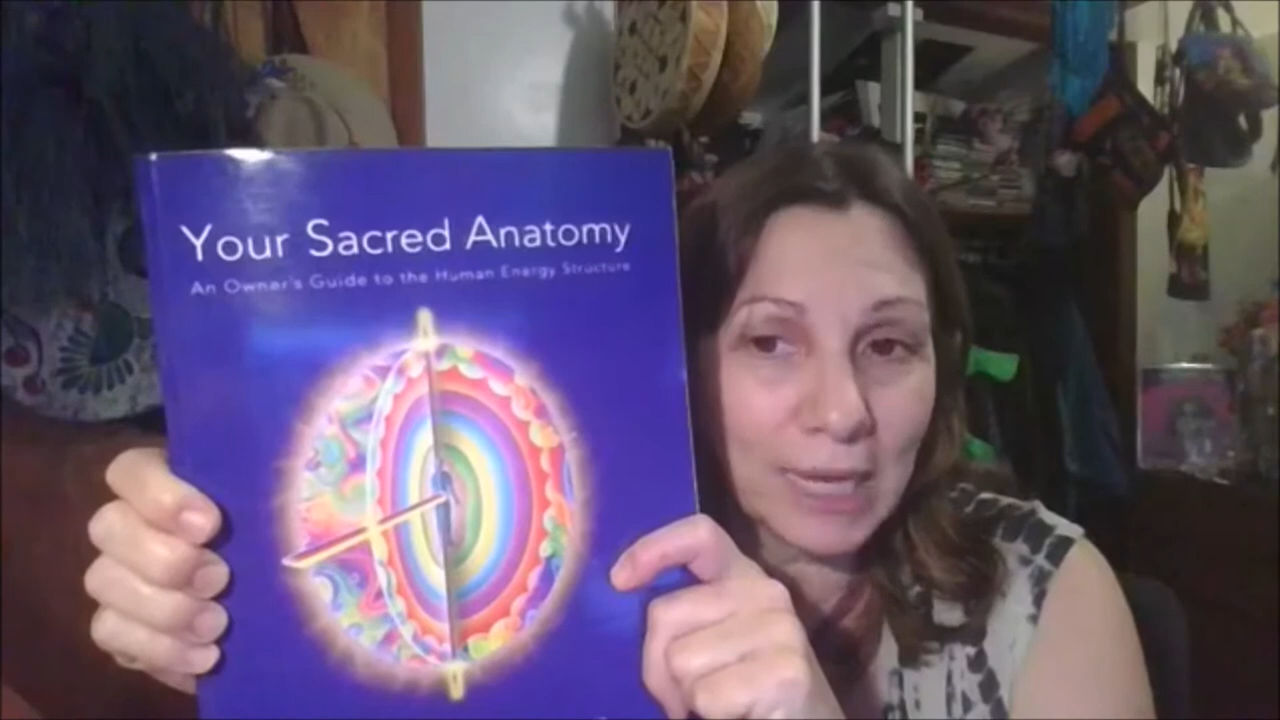 Your Sacred Anatomy
An Owner's Guide to the Human Energy Structure